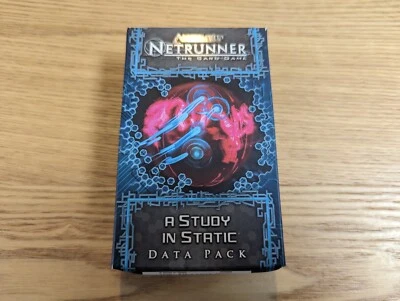 ANDROID
NETRUNNER
THE CARD GAME
A STUDY
IN STATIC
DATA PACK